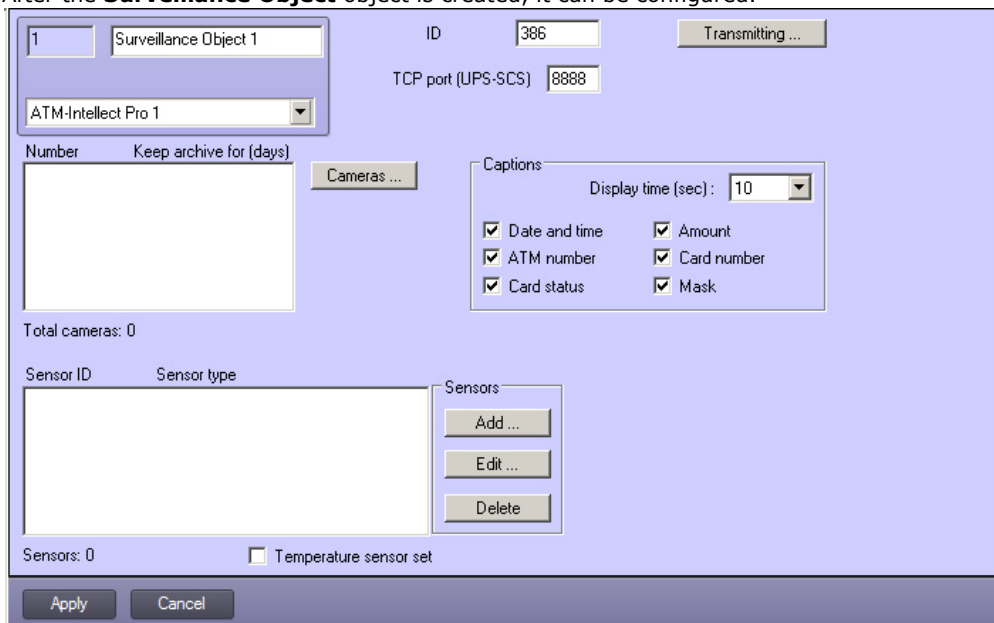 After the Surveillance Object object is created, it can be configured.
1 Surveillance Object 1 ID 386 Transmitting ...
TCP port (UPS-SCS) 8888
ATM-Intellect Pro 1
Number Keep archive for (days)
Cameras ...
Captions
Display time (sec) : 10
Date and time Amount
ATM number Card number
Card status Mask
Total cameras: 0
Sensor ID Sensor type
Sensors
Add ...
Edit ...
Delete
Sensors: 0 Temperature sensor set
Apply Cancel